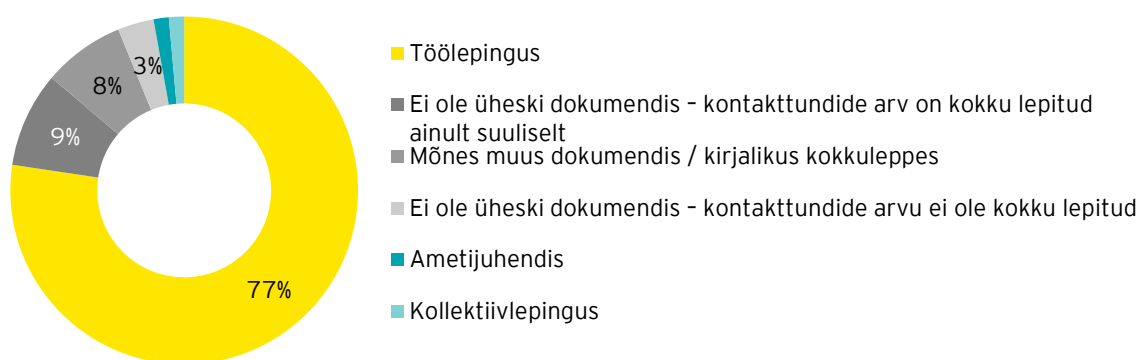 77%
9%
8%
3%
Töölepingus
Ei ole üheski dokumendis – kontakttundide arv on kokku lepitud
ainult suuliselt
Mõnes muus dokumendis / kirjalikus kokkuleppes
Ei ole üheski dokumendis – kontakttundide arvu ei ole kokku lepitud
Ametijuhendis
Kollektiivlepingus